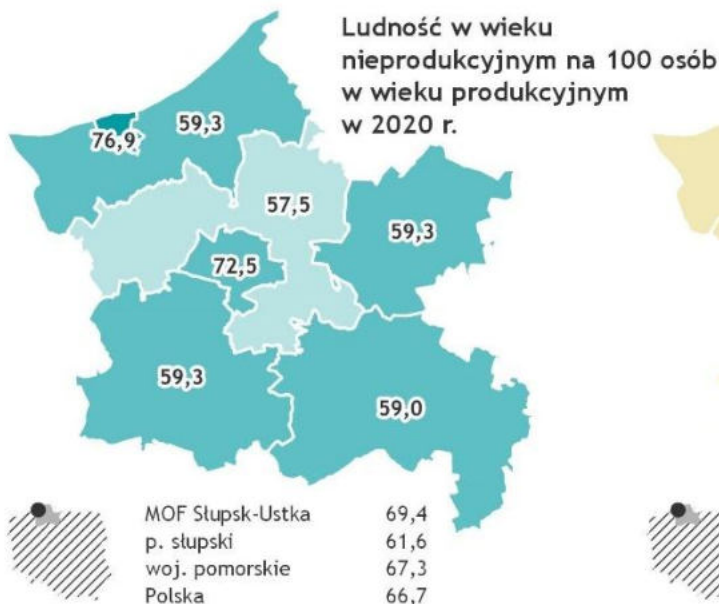 Ludność w wieku
nieprodukcyjnym na 100 osób
w wieku produkcyjnym
w 2020 r.
76,9
59,3
57,5
59,3
72,5
59,3
59,0
MOF Słupsk-Ustka 69,4
p. słupski 61,6
woj. pomorskie 67,3
Polska 66,7